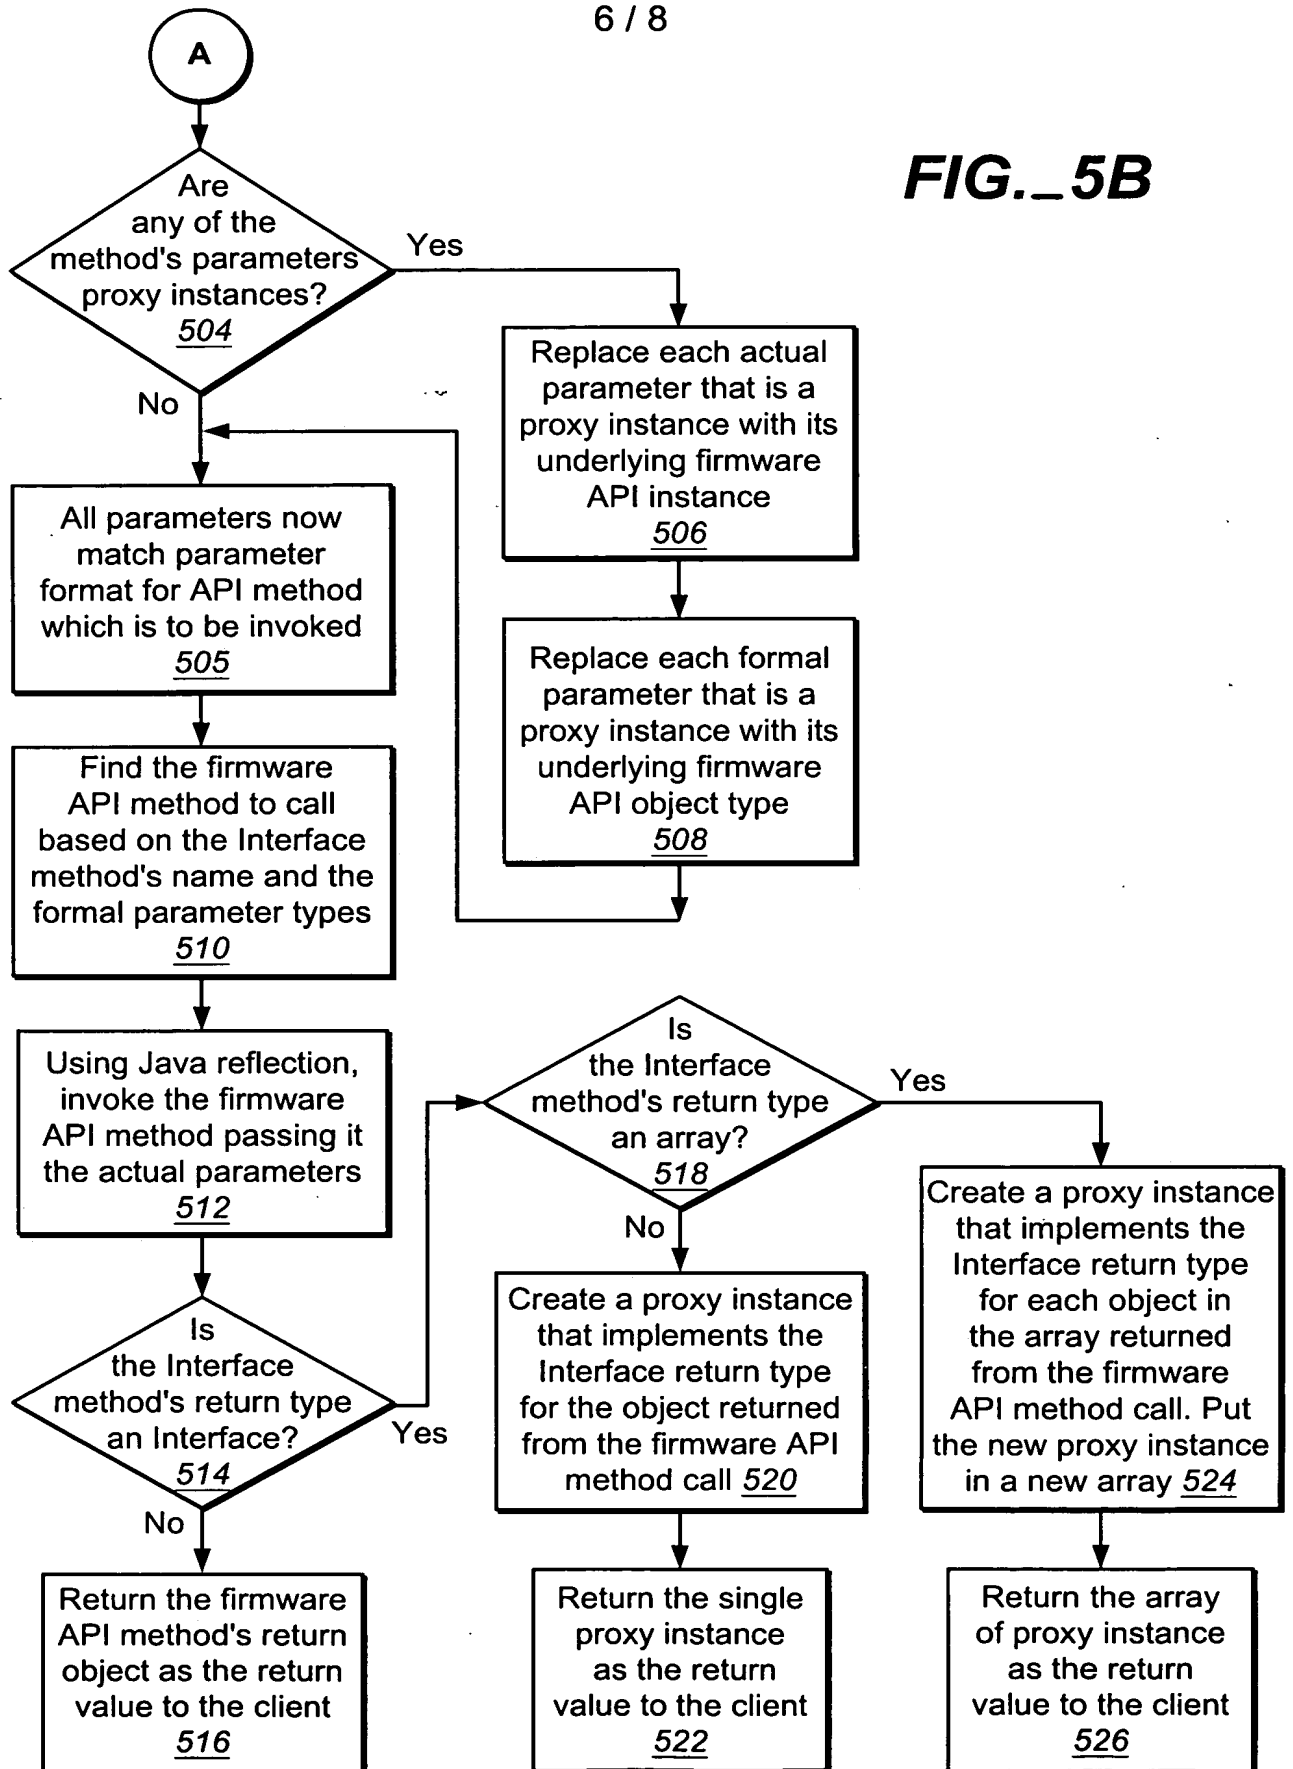 6 / 8
A
FIG._5B
Are
any of the
method's parameters
proxy instances?
504
Yes
No
Replace each actual
parameter that is a
proxy instance with its
underlying firmware
API instance
506
Replace each formal
parameter that is a
proxy instance with its
underlying firmware
API object type
508
All parameters now
match parameter
format for API method
which is to be invoked
505
Find the firmware
API method to call
based on the Interface
method's name and the
formal parameter types
510
Using Java reflection,
invoke the firmware
API method passing it
the actual parameters
512
Is
the Interface
method's return type
an Interface?
514
Yes
No
Return the firmware
API method's return
object as the return
value to the client
516
Is
the Interface
method's return type
an array?
518
Yes
No
Create a proxy instance
that implements the
Interface return type
for the object returned
from the firmware API
method call 520
Return the single
proxy instance
as the return
value to the client
522
Create a proxy instance
that implements the
Interface return type
for each object in
the array returned
from the firmware
API method call. Put
the new proxy instance
in a new array 524
Return the array
of proxy instance
as the return
value to the client
526